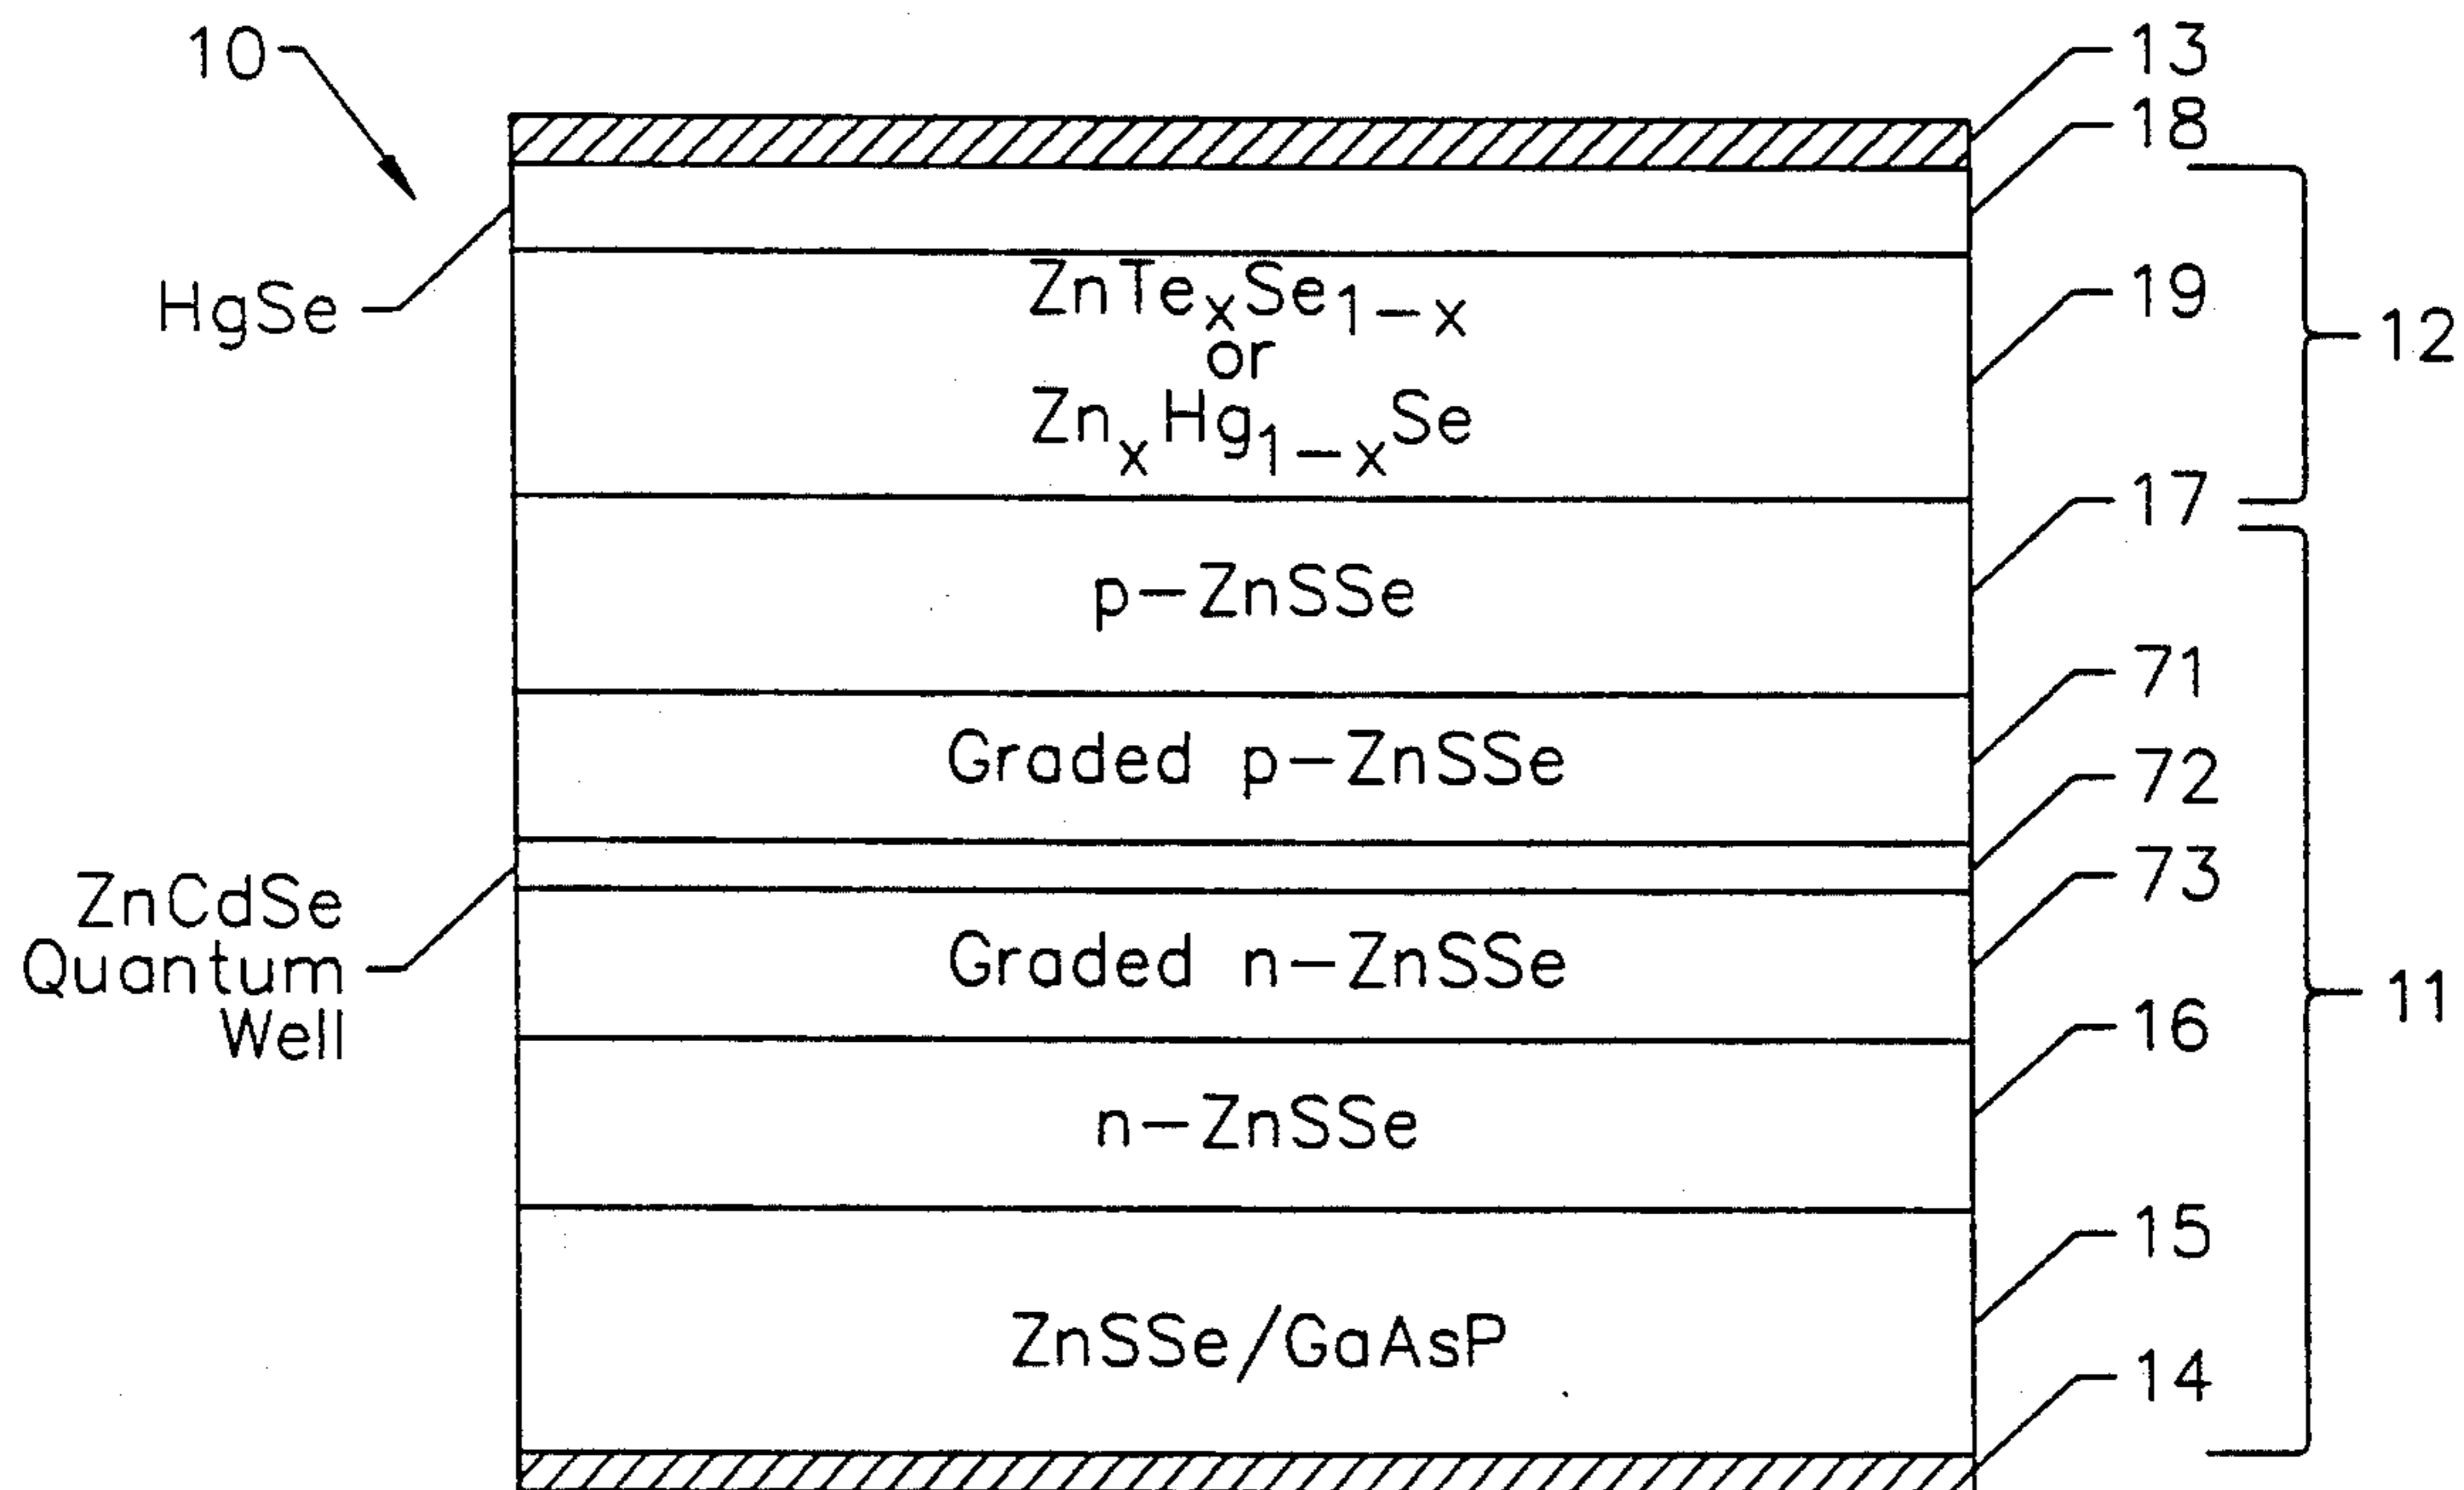 10
13
18
HgSe
ZnTeₓSe₁₋ₓ
19
or
12
ZnₓHg₁₋ₓSe
17
p-ZnSSe
71
Graded p-ZnSSe
72
ZnCdSe
Quantum
Well
73
Graded n-ZnSSe
11
16
n-ZnSSe
15
ZnSSe/GaAsP
14